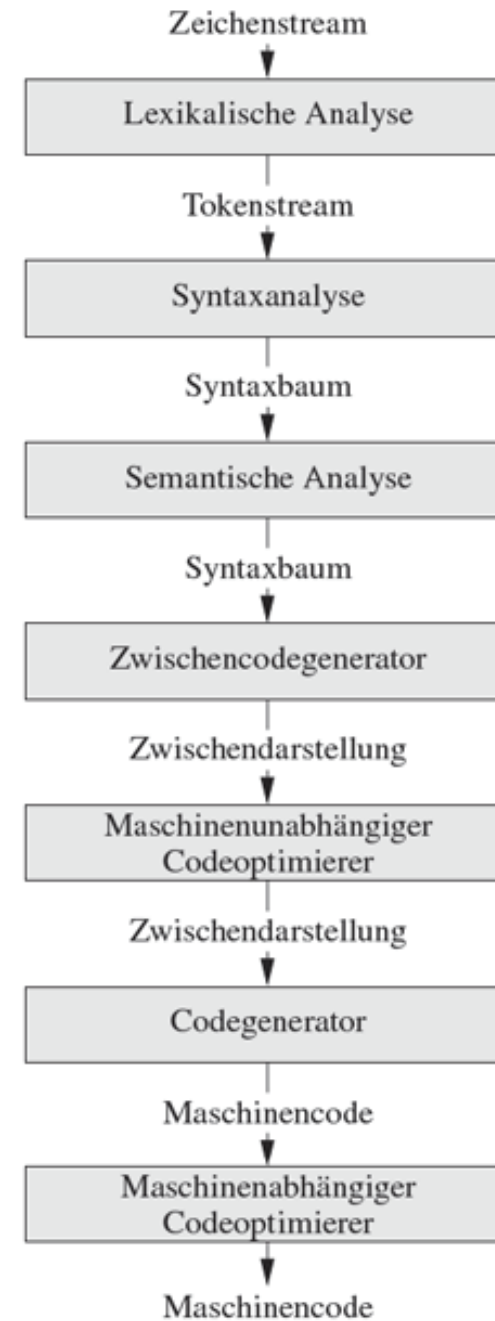 Zeichenstream
Lexikalische Analyse
Tokenstream
Syntaxanalyse
Syntaxbaum
Semantische Analyse
Syntaxbaum
Zwischencodegenerator
Zwischendarstellung
Maschinenunabhängiger
Codeoptimierer
Zwischendarstellung
Codegenerator
Maschinencode
Maschinenabhängiger
Codeoptimierer
Maschinencode